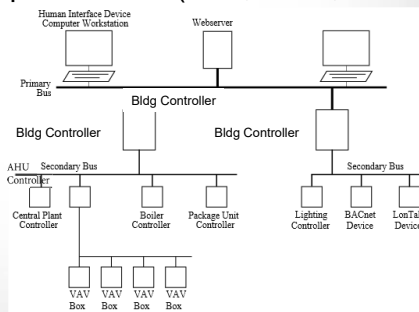 Human Interface Device
Computer Workstation
Webserver
Primary
Bus
Bldg Controller
Bldg Controller
Bldg Controller
AHU
Controller
Secondary Bus
Secondary Bus
Central Plant
Controller
Boiler
Controller
Package Unit
Controller
Lighting
Controller
BACnet
Device
VAV
Box
VAV
Box
VAV
Box
VAV
Box